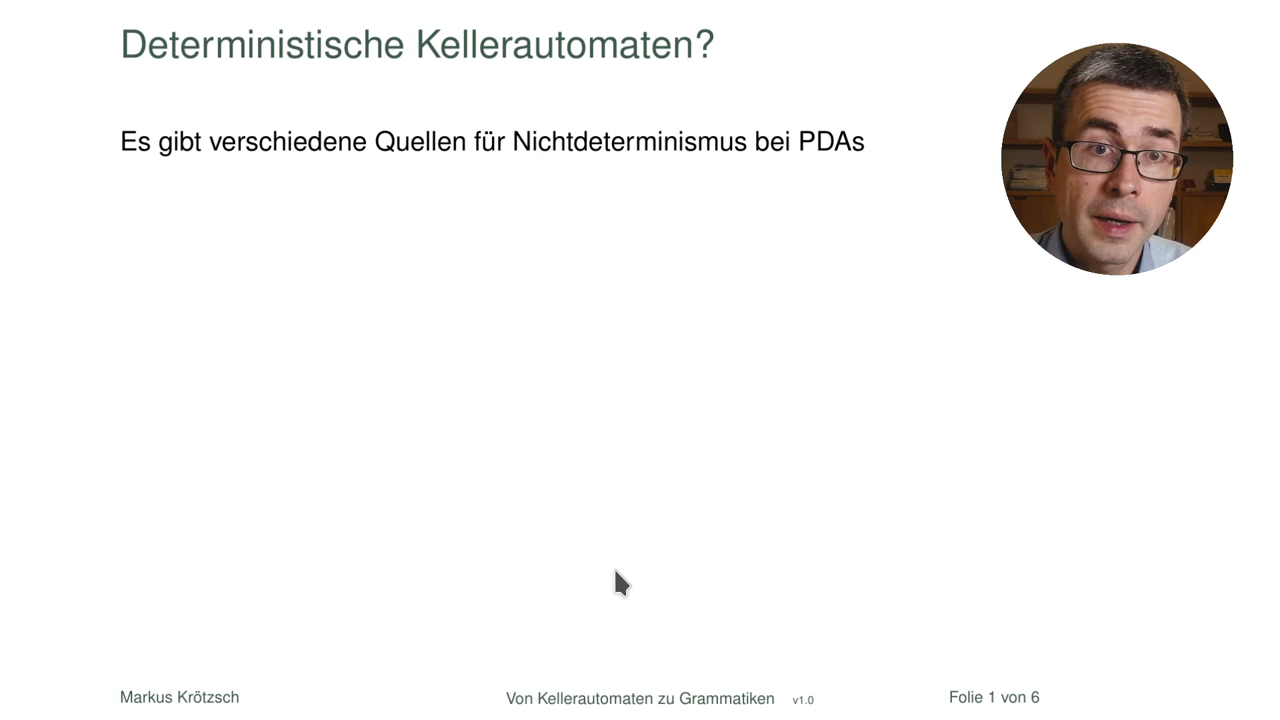 Deterministische Kellerautomaten?
Es gibt verschiedene Quellen für Nichtdeterminismus bei PDAs
Markus Krötzsch
Von Kellerautomaten zu Grammatiken v1.0
Folie 1 von 6